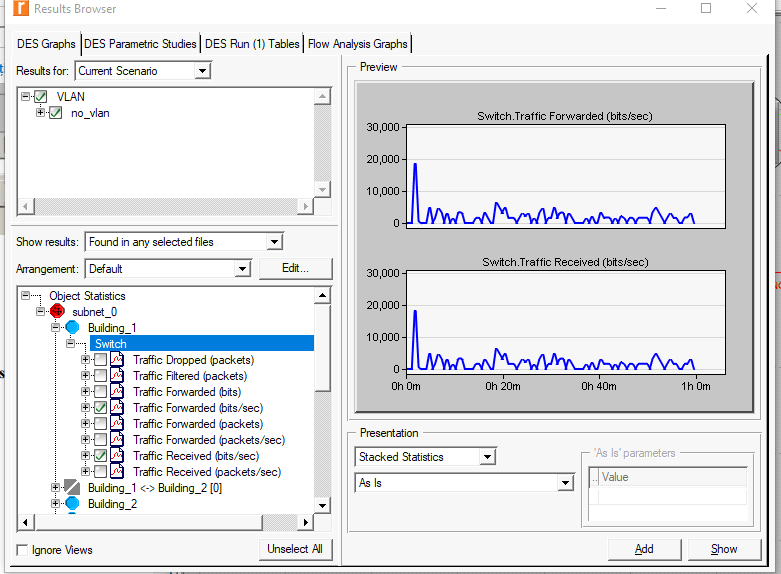 Results Browser
DES Graphs DES Parametric Studies DES Run (1) Tables Flow Analysis Graphs
Results for: Current Scenario
VLAN
no_vlan
Show results: Found in any selected files
Arrangement: Default Edit...
Object Statistics
subnet_0
Building_1
Switch
Traffic Dropped (packets)
Traffic Filtered (packets)
Traffic Forwarded (bits)
Traffic Forwarded (bits/sec)
Traffic Forwarded (packets)
Traffic Forwarded (packets/sec)
Traffic Received (bits/sec)
Traffic Received (packets/sec)
Building_1 <-> Building_2 [0]
Building_2
Ignore Views Unselect All
Preview
Switch.Traffic Forwarded (bits/sec)
30,000
20,000
10,000
0
Switch.Traffic Received (bits/sec)
30,000
20,000
10,000
0
0h 0m 0h 20m 0h 40m 1h 0m
Presentation
Stacked Statistics
As Is
'As Is' parameters
... Value
Add Show